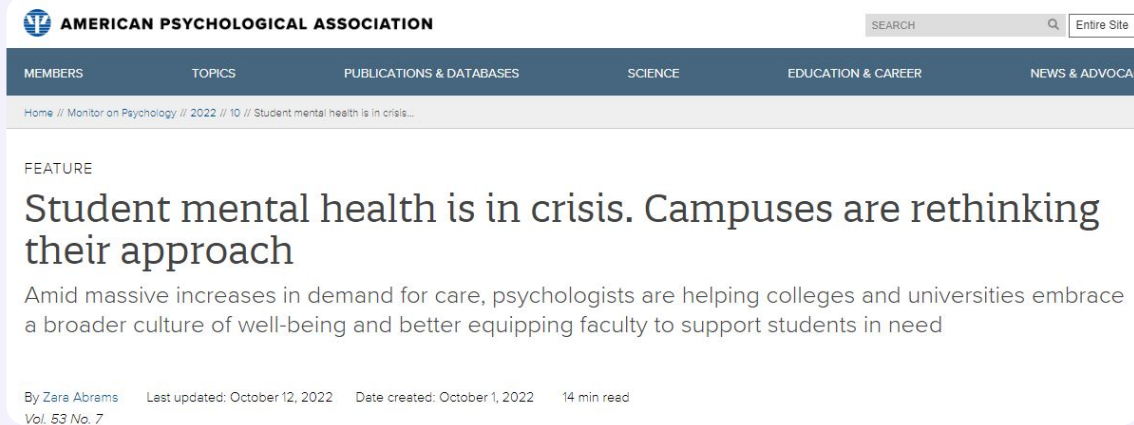 AMERICAN PSYCHOLOGICAL ASSOCIATION
SEARCH
Entire Site
MEMBERS TOPICS PUBLICATIONS & DATABASES SCIENCE EDUCATION & CAREER NEWS & ADVOCA
Home // Monitor on Psychology // 2022 // 10 // Student mental health is in crisis...
FEATURE
Student mental health is in crisis. Campuses are rethinking
their approach
Amid massive increases in demand for care, psychologists are helping colleges and universities embrace
a broader culture of well-being and better equipping faculty to support students in need
By Zara Abrams Last updated: October 12, 2022 Date created: October 1, 2022 14 min read
Vol. 53 No. 7